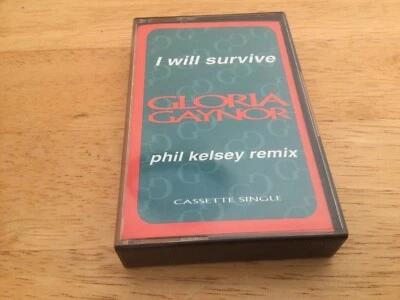 I will survive
GLORIA
GAYNOR
phil kelsey remix
CASSETTE SINGLE